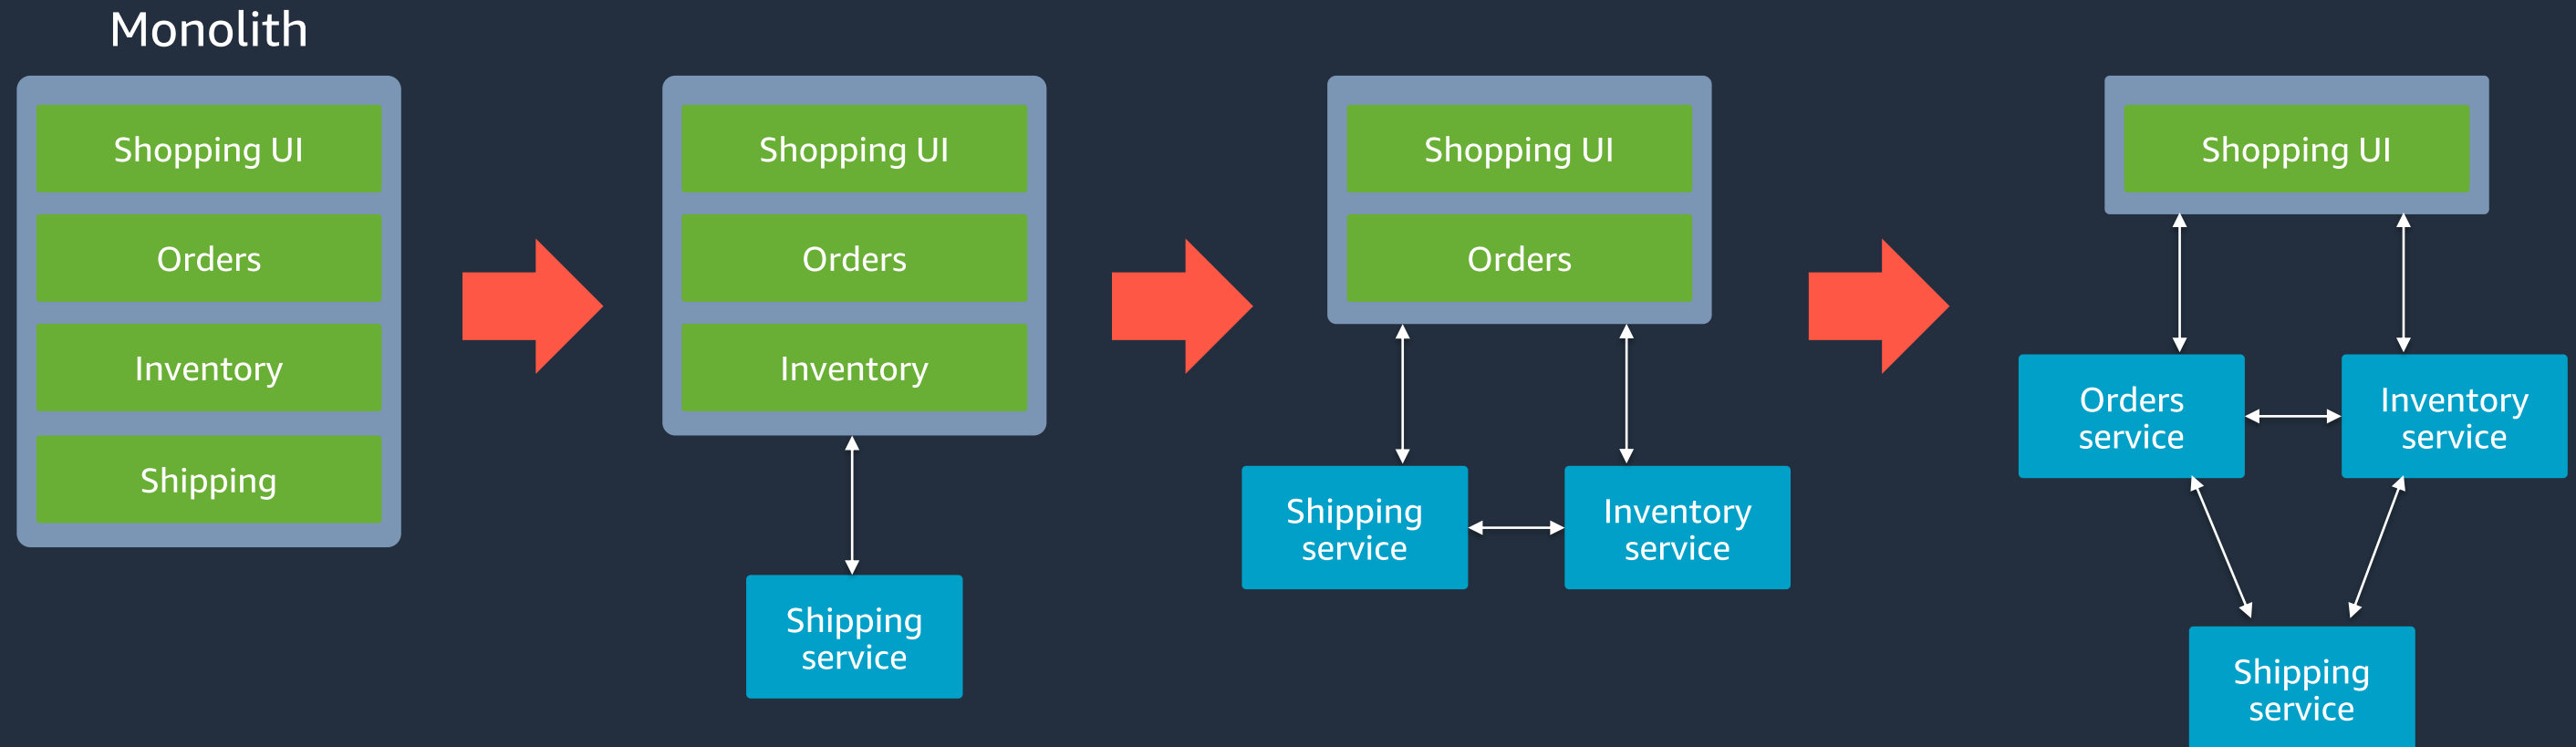 Monolith
Shopping UI
Orders
Inventory
Shipping
Shopping UI
Orders
Inventory
Shipping
service
Shopping UI
Orders
Shipping
service
Inventory
service
Shopping UI
Orders
service
Inventory
service
Shipping
service